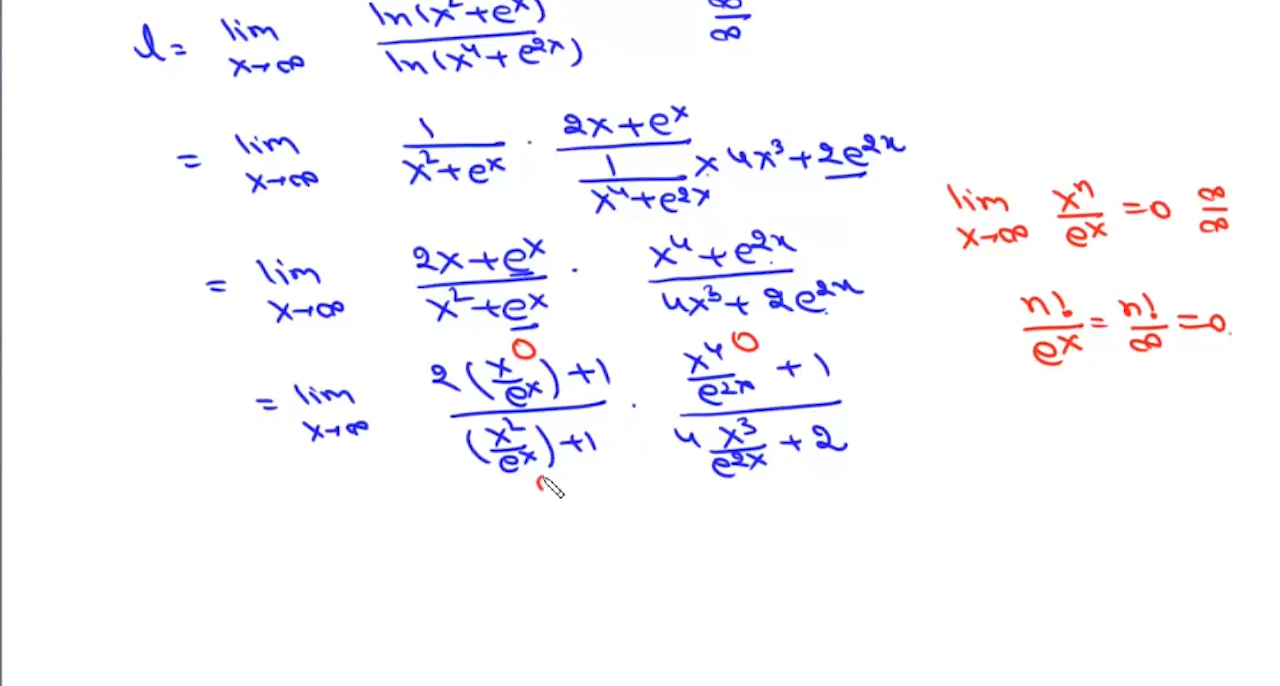 l = lim x→∞ ln(x² + eˣ) / ln(x⁴ + e²ˣ) ∞/∞
= lim x→∞ 1/(x² + eˣ) · (2x + eˣ) / (1/(x⁴ + e²ˣ) × 4x³ + 2e²ˣ)
= lim x→∞ (2x + eˣ)/(x² + eˣ) · (x⁴ + e²ˣ)/(4x³ + 2e²ˣ)
0 0
= lim x→∞ (2(x/eˣ) + 1)/((x²/eˣ) + 1) · (x⁴/e²ˣ + 1)/(4 x³/e²ˣ + 2)
lim x→∞ xⁿ/eˣ = 0 ∞/∞
n!/eˣ = n!/∞ = 0